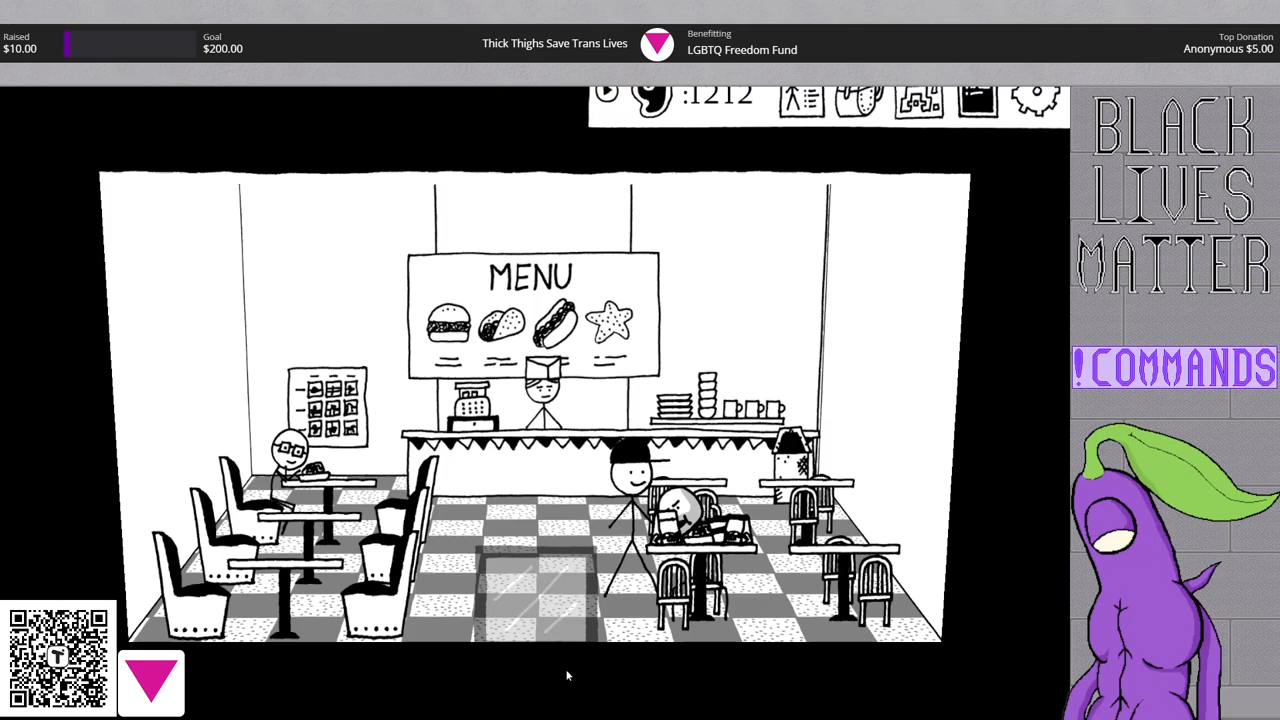 Raised
$10.00
Goal
$200.00
Thick Thighs Save Trans Lives
Benefitting
LGBTQ Freedom Fund
Top Donation
Anonymous $5.00
:1212
BLACK
LIVES
MATTER
!COMMANDS
MENU
T